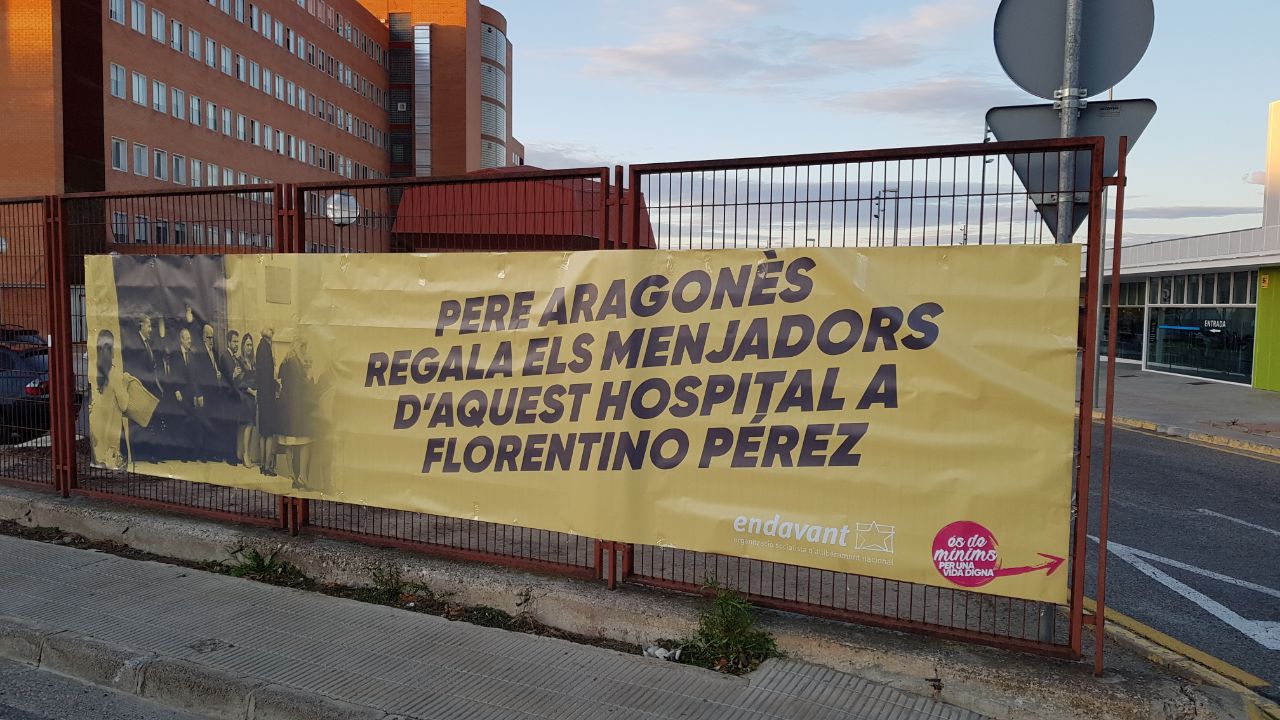 PERE ARAGONÈS
REGALA ELS MENJADORS
D'AQUEST HOSPITAL A
FLORENTINO PÉREZ
endavant
organització socialista d'alliberament nacional
és de
mínims
PER UNA
VIDA DIGNA
ENTRADA